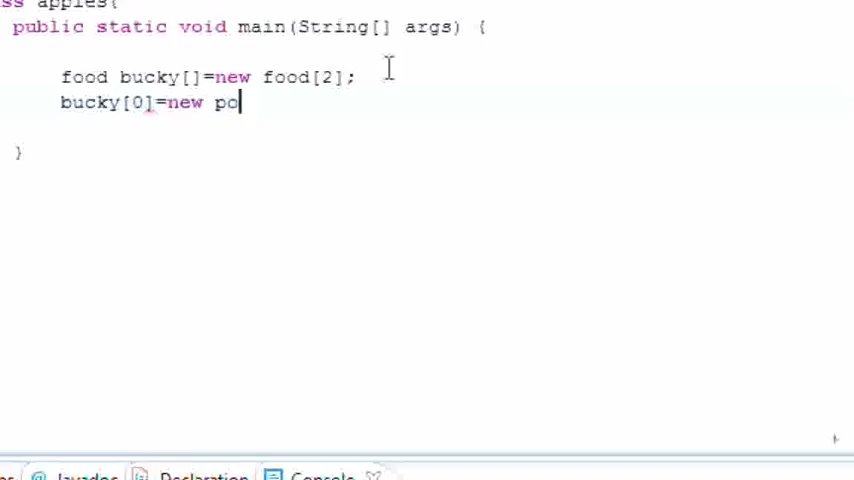 ss apples{
public static void main(String[] args) {
food bucky[]=new food[2];
bucky[0]=new po
}
@ Javadoc Declaration Console